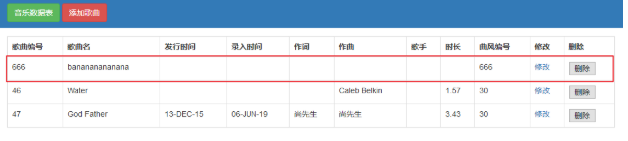 音乐数据表 添加歌曲
歌曲编号 歌曲名 发行时间 录入时间 作词 作曲 歌手 时长 曲风编号 修改 删除
666 banananananana 666 修改 删除
46 Water Caleb Belkin 1.57 30 修改 删除
47 God Father 13-DEC-15 06-JUN-19 尚先生 尚先生 3.43 30 修改 删除